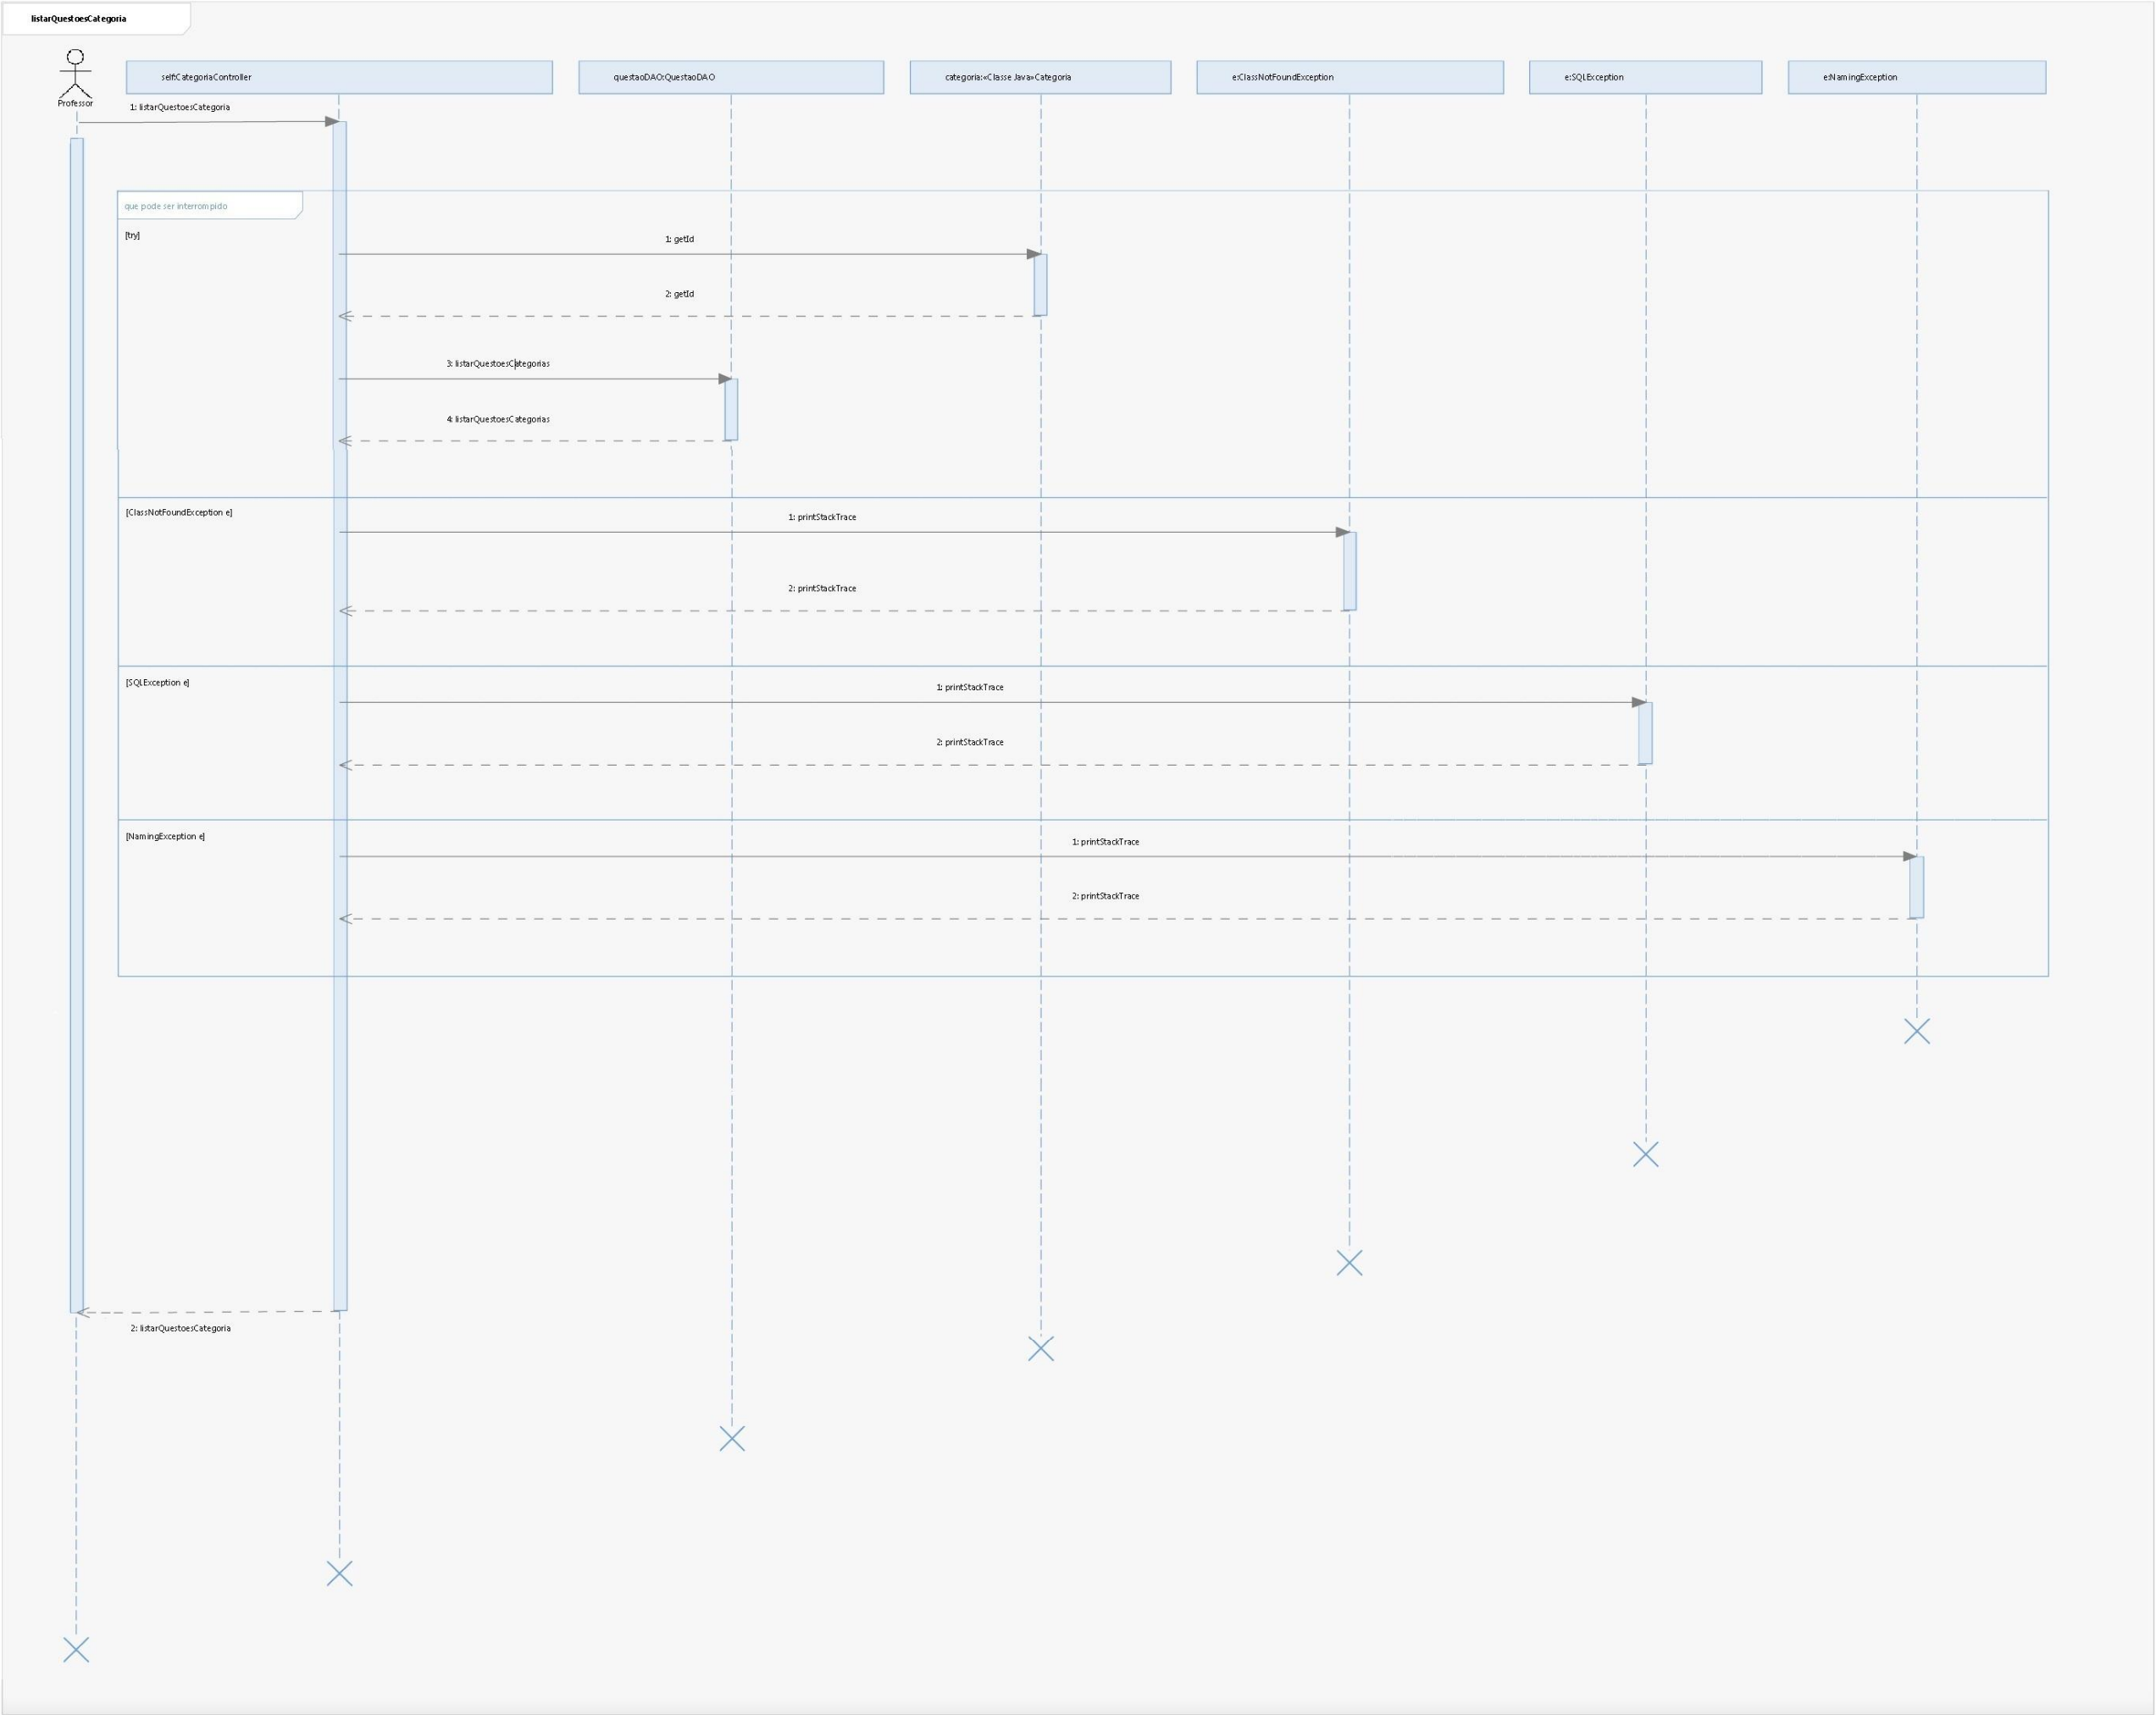 listarQuestoesCategoria
Professor
self:CategoriaController
questaoDAO:QuestaoDAO
categoria:«Classe Java»Categoria
e:ClassNotFoundException
e:SQLException
e:NamingException
1: listarQuestoesCategoria
que pode ser interrompido
[try]
1: getId
2: getId
3: listarQuestoesCategorias
4: listarQuestoesCategorias
[ClassNotFoundException e]
1: printStackTrace
2: printStackTrace
[SQLException e]
1: printStackTrace
2: printStackTrace
[NamingException e]
1: printStackTrace
2: printStackTrace
2: listarQuestoesCategoria